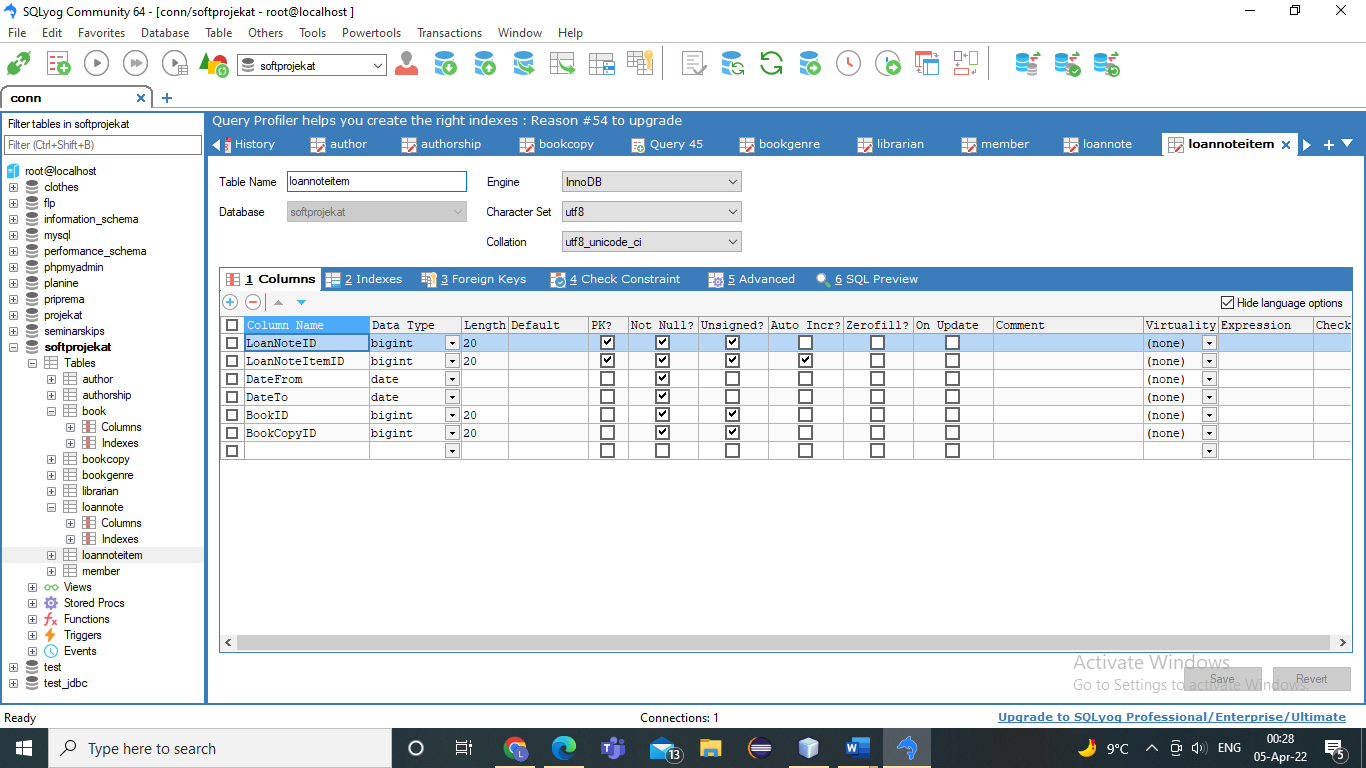 SQLyog Community 64 - [conn/softprojekat - root@localhost ]
File Edit Favorites Database Table Others Tools Powertools Transactions Window Help
softprojekat
conn
Filter tables in softprojekat
Filter (Ctrl+Shift+B)
root@localhost
clothes
flp
information_schema
mysql
performance_schema
phpmyadmin
planine
priprema
projekat
seminarskips
softprojekat
Tables
author
authorship
book
Columns
Indexes
bookcopy
bookgenre
librarian
loannote
Columns
Indexes
loannoteitem
member
Views
Stored Procs
Functions
Triggers
Events
test
test_jdbc
Query Profiler helps you create the right indexes : Reason #54 to upgrade
History author authorship bookcopy Query 45 bookgenre librarian member loannote loannoteitem
Table Name loannoteitem Engine InnoDB
Database softprojekat Character Set utf8
Collation utf8_unicode_ci
1 Columns 2 Indexes 3 Foreign Keys 4 Check Constraint 5 Advanced 6 SQL Preview
Hide language options
Column Name Data Type Length Default PK? Not Null? Unsigned? Auto Incr? Zerofill? On Update Comment Virtuality Expression Check
LoanNoteID bigint 20 (none)
LoanNoteItemID bigint 20 (none)
DateFrom date (none)
DateTo date (none)
BookID bigint 20 (none)
BookCopyID bigint 20 (none)
Activate Windows
Go to Settings to activate Windows.
Save Revert
Ready Connections: 1 Upgrade to SQLyog Professional/Enterprise/Ultimate
Type here to search 13 9°C ENG 00:28
05-Apr-22 5